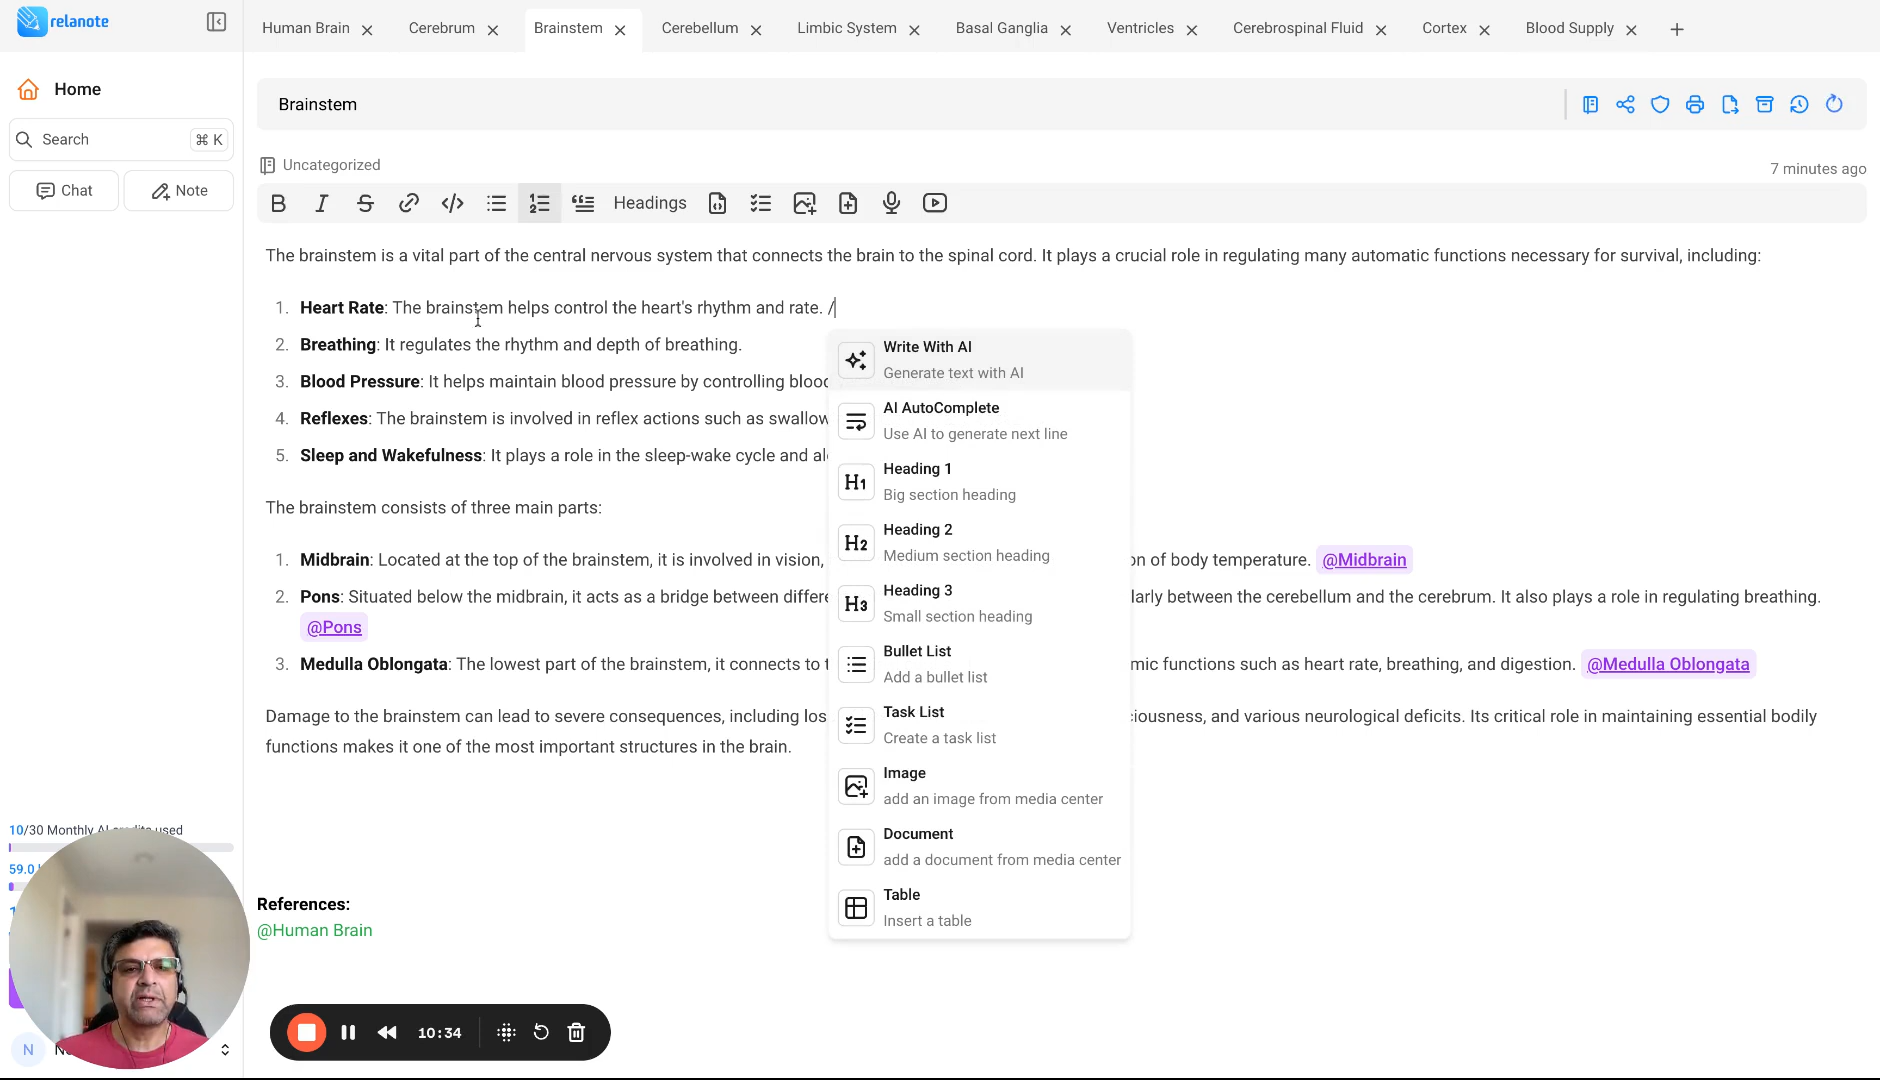 relanote
Human Brain
Cerebrum
Brainstem
Cerebellum
Limbic System
Basal Ganglia
Ventricles
Cerebrospinal Fluid
Cortex
Blood Supply
Home
Search
⌘ K
Chat
Note
Brainstem
Uncategorized
7 minutes ago
Headings
The brainstem is a vital part of the central nervous system that connects the brain to the spinal cord. It plays a crucial role in regulating many automatic functions necessary for survival, including:
1. Heart Rate: The brainstem helps control the heart's rhythm and rate. /
2. Breathing: It regulates the rhythm and depth of breathing.
3. Blood Pressure: It helps maintain blood pressure by controlling blood
4. Reflexes: The brainstem is involved in reflex actions such as swallow
5. Sleep and Wakefulness: It plays a role in the sleep-wake cycle and al
The brainstem consists of three main parts:
1. Midbrain: Located at the top of the brainstem, it is involved in vision, on of body temperature. @Midbrain
2. Pons: Situated below the midbrain, it acts as a bridge between differe larly between the cerebellum and the cerebrum. It also plays a role in regulating breathing.
@Pons
3. Medulla Oblongata: The lowest part of the brainstem, it connects to t mic functions such as heart rate, breathing, and digestion. @Medulla Oblongata
Damage to the brainstem can lead to severe consequences, including los ciousness, and various neurological deficits. Its critical role in maintaining essential bodily
functions makes it one of the most important structures in the brain.
Write With AI
Generate text with AI
AI AutoComplete
Use AI to generate next line
H1 Heading 1
Big section heading
H2 Heading 2
Medium section heading
H3 Heading 3
Small section heading
Bullet List
Add a bullet list
Task List
Create a task list
Image
add an image from media center
Document
add a document from media center
Table
Insert a table
10/30 Monthly AI credits used
59.0
References:
@Human Brain
10:34
N